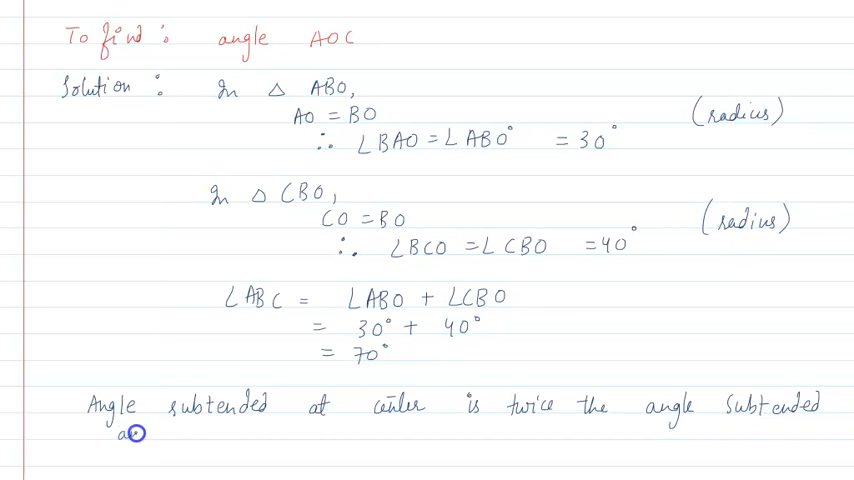 To find : angle AOC
Solution : In △ ABO,
AO = BO (radius)
∴ ∠BAO = ∠ABO° = 30°
In △ CBO,
CO = BO (radius)
∴ ∠BCO = ∠CBO = 40°
∠ABC = ∠ABO + ∠CBO
= 30° + 40°
= 70°
Angle subtended at center is twice the angle subtended